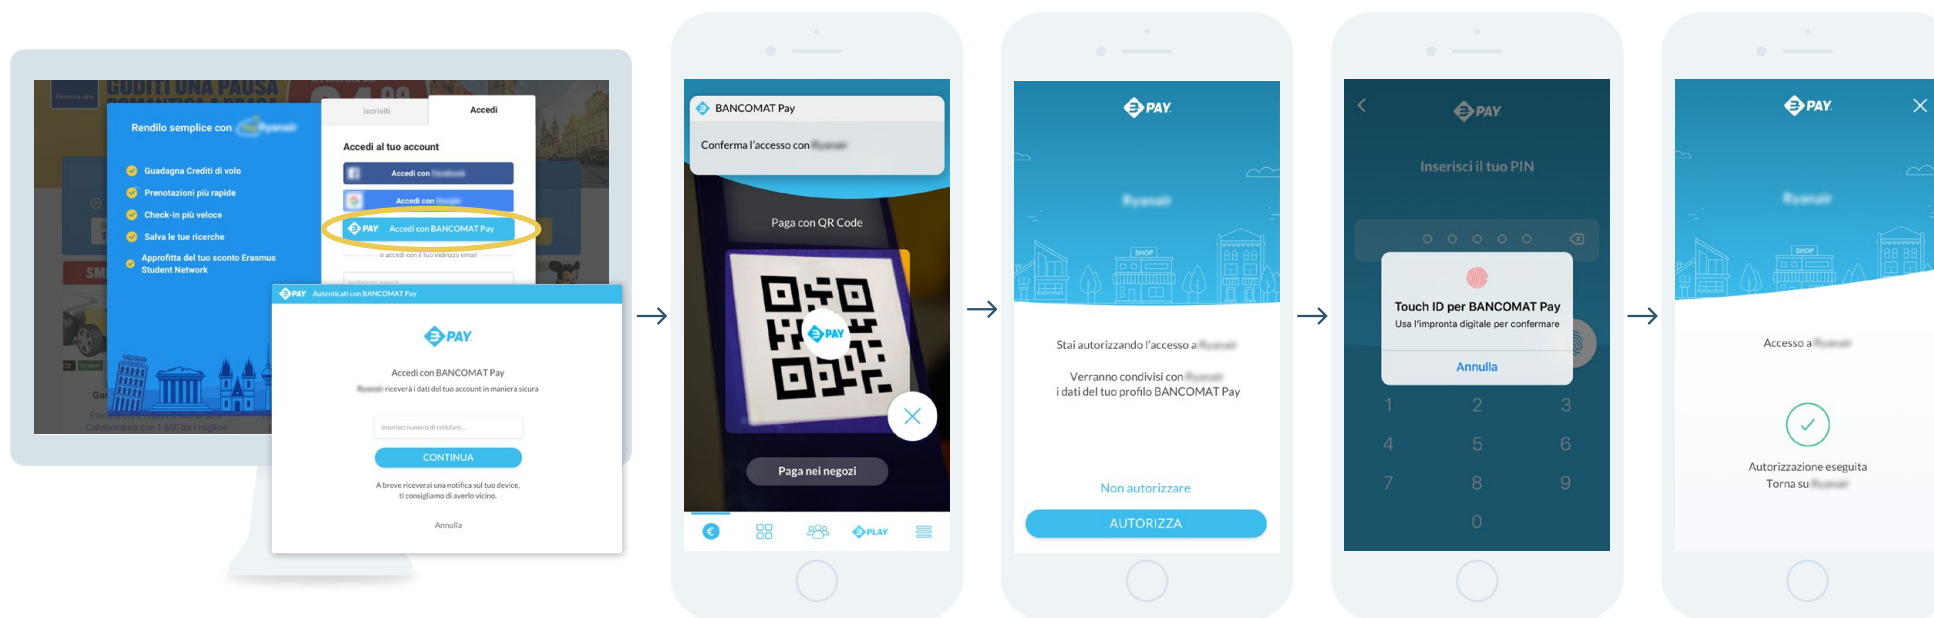 GODITI UNA PAUSA
Iscriviti
Accedi
Rendilo semplice con
Guadagna Crediti di volo
Prenotazioni più rapide
Check-in più veloce
Salva le tue ricerche
Approfitta del tuo sconto Erasmus
Student Network
Accedi al tuo account
Accedi con
Accedi con
PAY Accedi con BANCOMAT Pay
o accedi con il tuo indirizzo email
PAY Autenticati con BANCOMAT Pay
PAY
Accedi con BANCOMAT Pay
riceverà i dati del tuo account in maniera sicura
Inserisci numero di cellulare...
CONTINUA
A breve riceverai una notifica sul tuo device,
ti consigliamo di averlo vicino.
Annulla
BANCOMAT Pay
Conferma l'accesso con
Paga con QR Code
PAY
Paga nei negozi
PLAY
PAY
SHOP
Stai autorizzando l'accesso a
Verranno condivisi con
i dati del tuo profilo BANCOMAT Pay
Non autorizzare
AUTORIZZA
PAY
Inserisci il tuo PIN
Touch ID per BANCOMAT Pay
Usa l'impronta digitale per confermare
Annulla
1 2 3
4 5 6
7 8 9
0
PAY
SHOP
Accesso a
Autorizzazione eseguita
Torna su